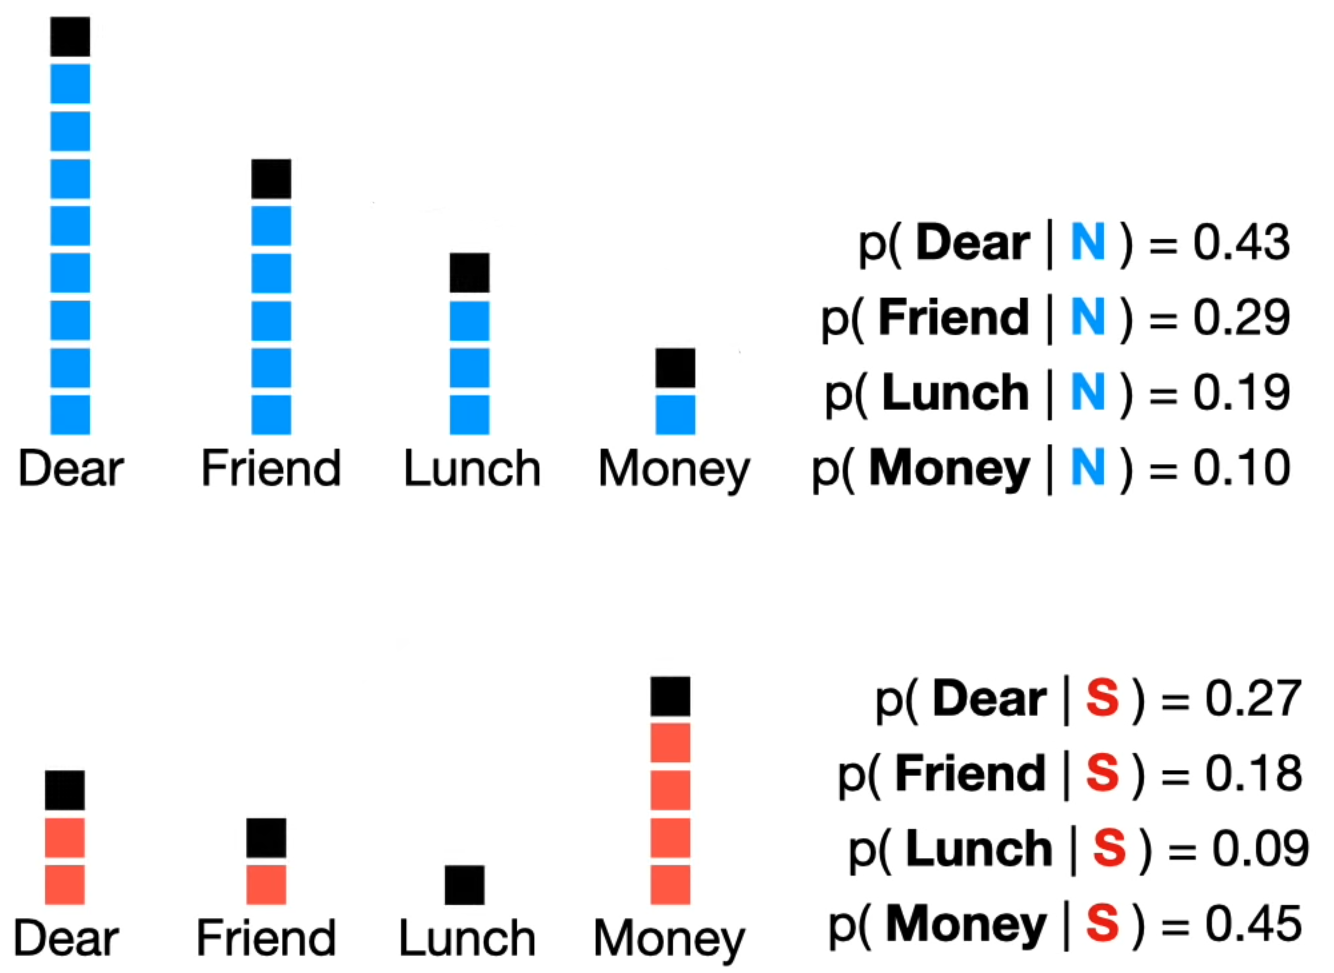 p( Dear | N ) = 0.43
p( Friend | N ) = 0.29
p( Lunch | N ) = 0.19
p( Money | N ) = 0.10
Dear Friend Lunch Money
p( Dear | S ) = 0.27
p( Friend | S ) = 0.18
p( Lunch | S ) = 0.09
p( Money | S ) = 0.45
Dear Friend Lunch Money